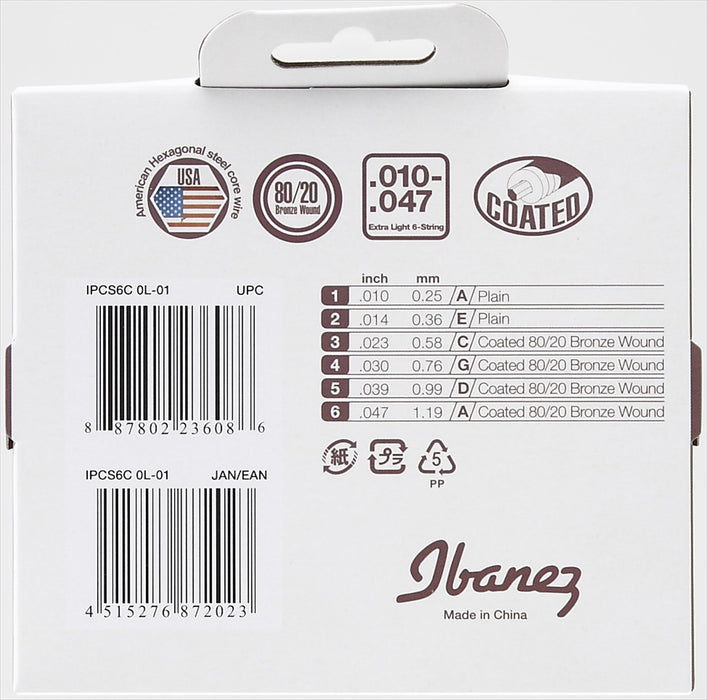 American Hexagonal steel core wire
USA
80/20
Bronze Wound
.010-
.047
Extra Light 6-String
COATED
IPCS6C 0L-01 UPC
8 87802 23608 6
IPCS6C 0L-01 JAN/EAN
4 515276 872023
inch mm
1 .010 0.25 / A / Plain
2 .014 0.36 / E / Plain
3 .023 0.58 / C / Coated 80/20 Bronze Wound
4 .030 0.76 / G / Coated 80/20 Bronze Wound
5 .039 0.99 / D / Coated 80/20 Bronze Wound
6 .047 1.19 / A / Coated 80/20 Bronze Wound
紙 プラ 5
PP
Ibanez
Made in China